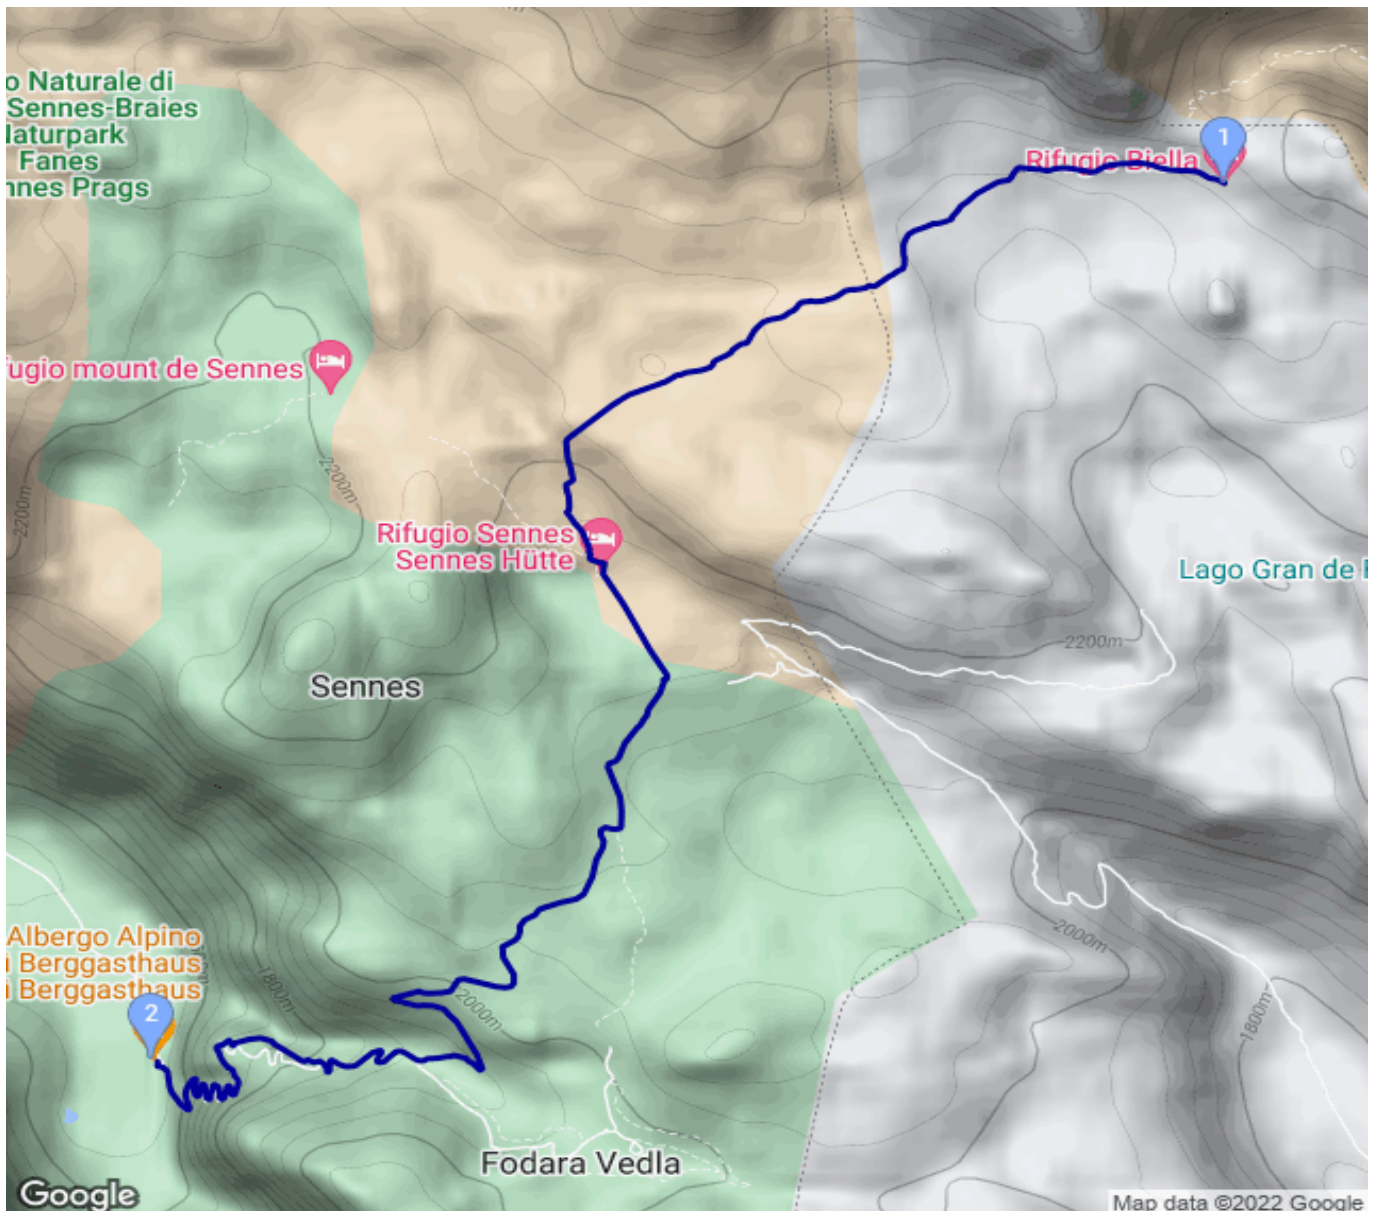 o Naturale di
Sennes-Braies
Naturpark
Fanes
nnes Prags
1
Rifugio Biella
fugio mount de Sennes
2200m
2200m
Rifugio Sennes
Sennes Hütte
Lago Gran de
2200m
Sennes
Albergo Alpino
Berggasthaus
Berggasthaus
1800m
2000m
2000m
1800m
2
Fodara Vedla
Google
Map data ©2022 Google